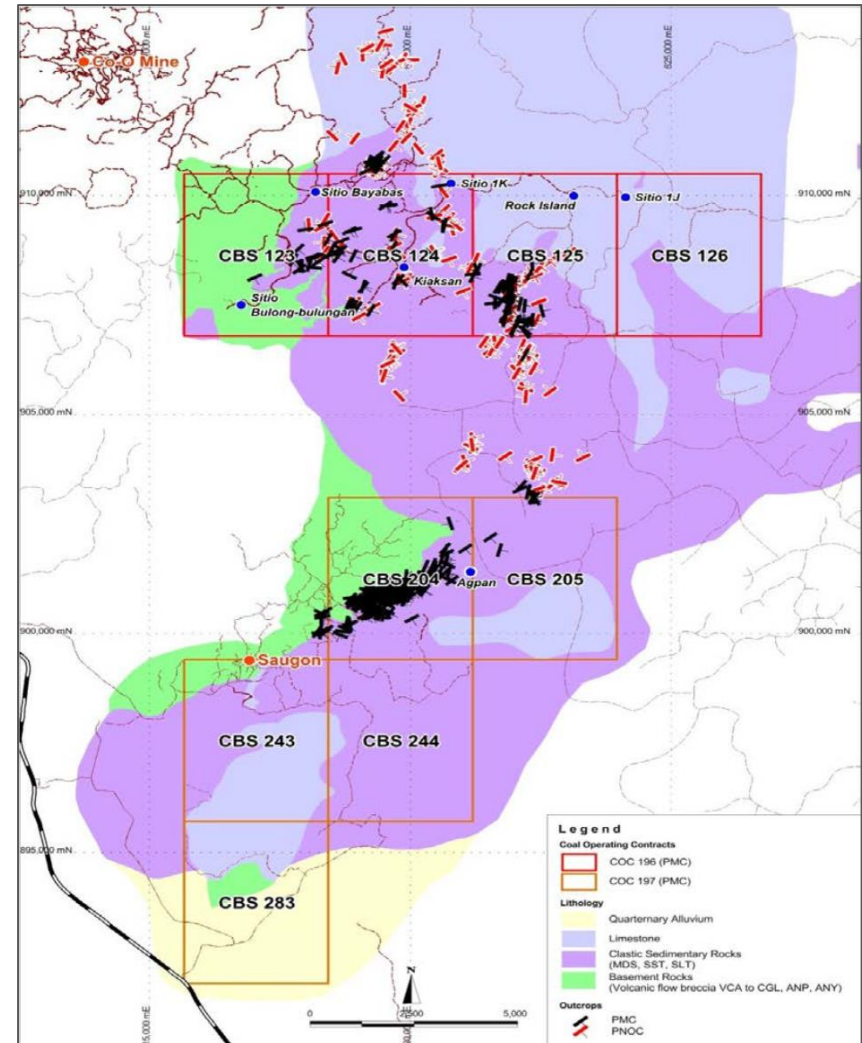 Co-O Mine
625,000 mE
910,000 mN
910,000 mN
Sitio Bayabas
Sitio 1K
Rock Island
Sitio 1J
CBS 123
CBS 124
CBS 125
CBS 126
Kiaksan
Sitio
Bulong-bulungan
905,000 mN
905,000 mN
CBS 204
CBS 205
Agpan
900,000 mN
900,000 mN
Saugon
CBS 243
CBS 244
895,000 mN
CBS 283
N
0
2,500
5,000
Legend
Coal Operating Contracts
COC 196 (PMC)
COC 197 (PMC)
Lithology
Quarternary Alluvium
Limestone
Clastic Sedimentary Rocks
(MDS, SST, SLT)
Basement Rocks
(Volcanic flow breccia VCA to CGL, ANP, ANY)
Outcrops
PMC
PNOC